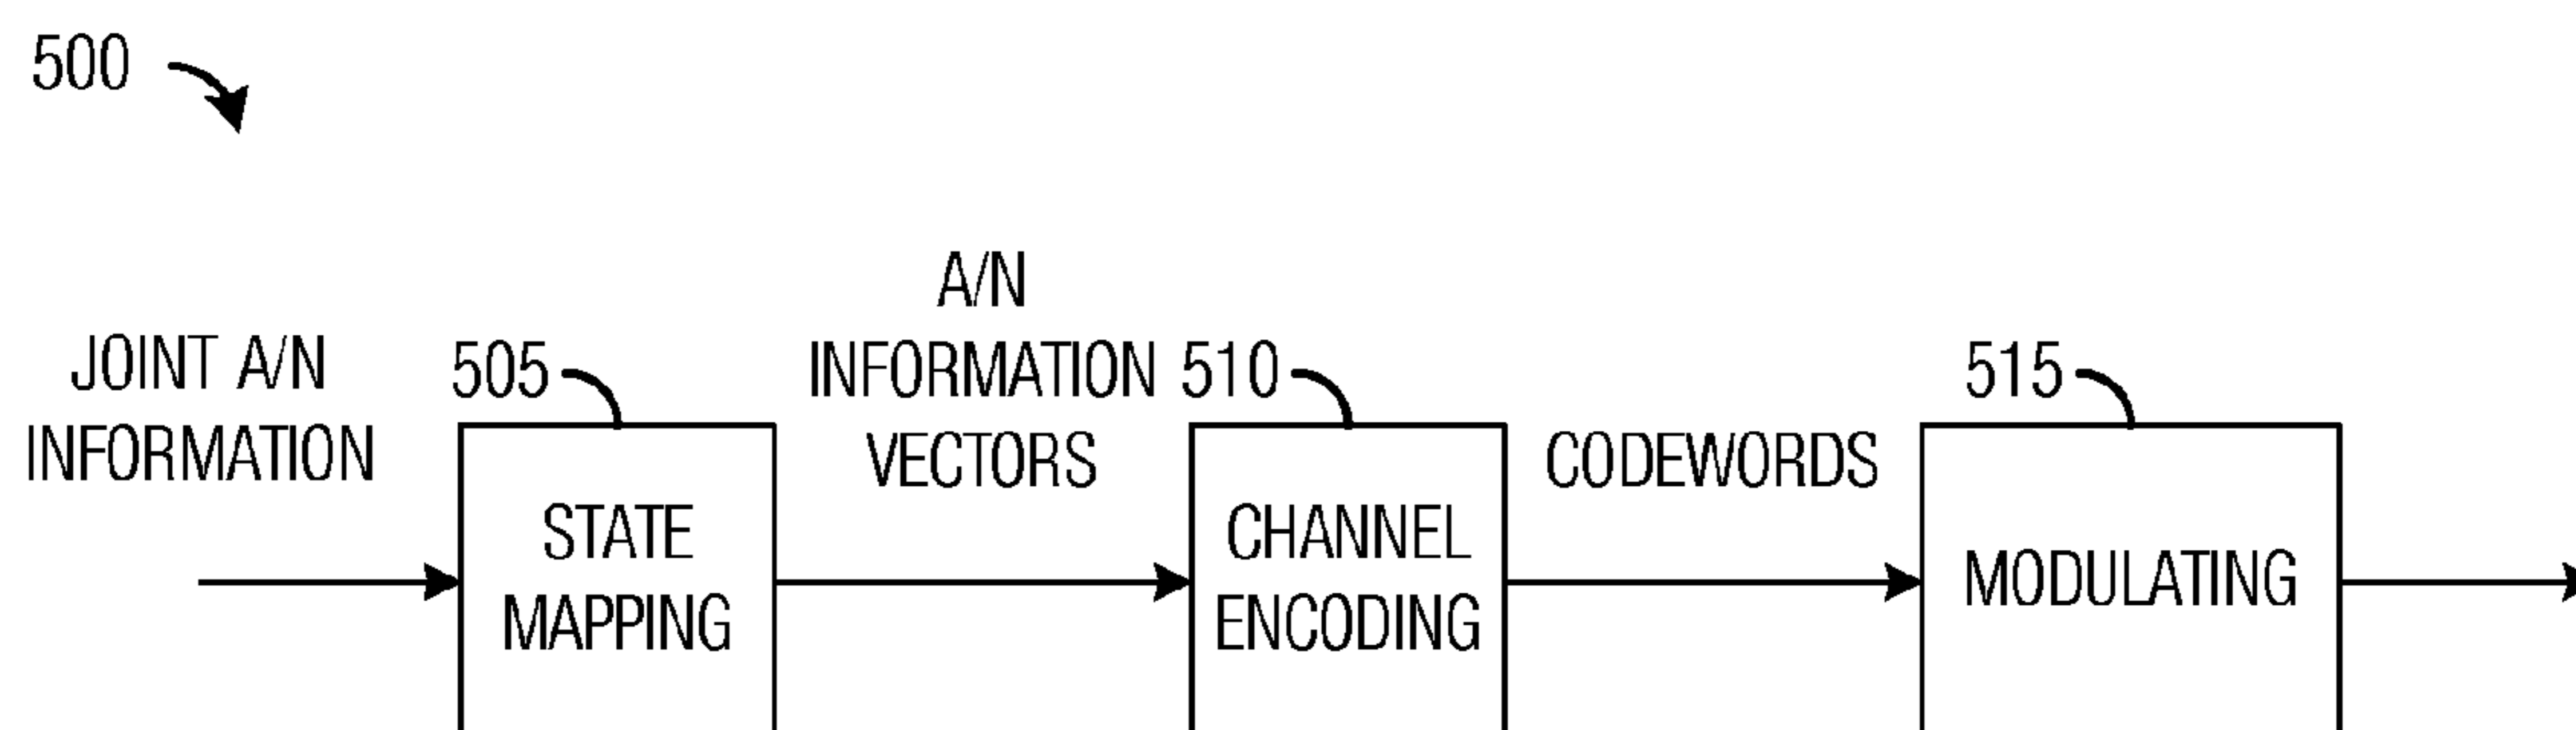 500
JOINT A/N
INFORMATION
505
STATE
MAPPING
A/N
INFORMATION
VECTORS
510
CHANNEL
ENCODING
CODEWORDS
515
MODULATING